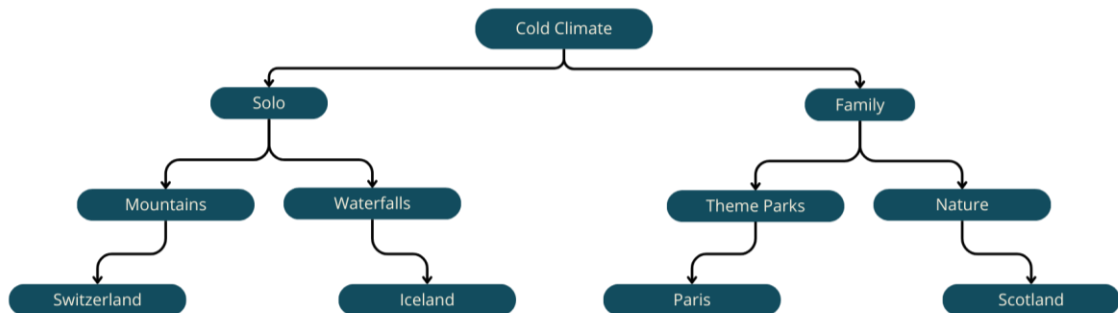 Cold Climate
Solo
Family
Mountains
Waterfalls
Theme Parks
Nature
Switzerland
Iceland
Paris
Scotland